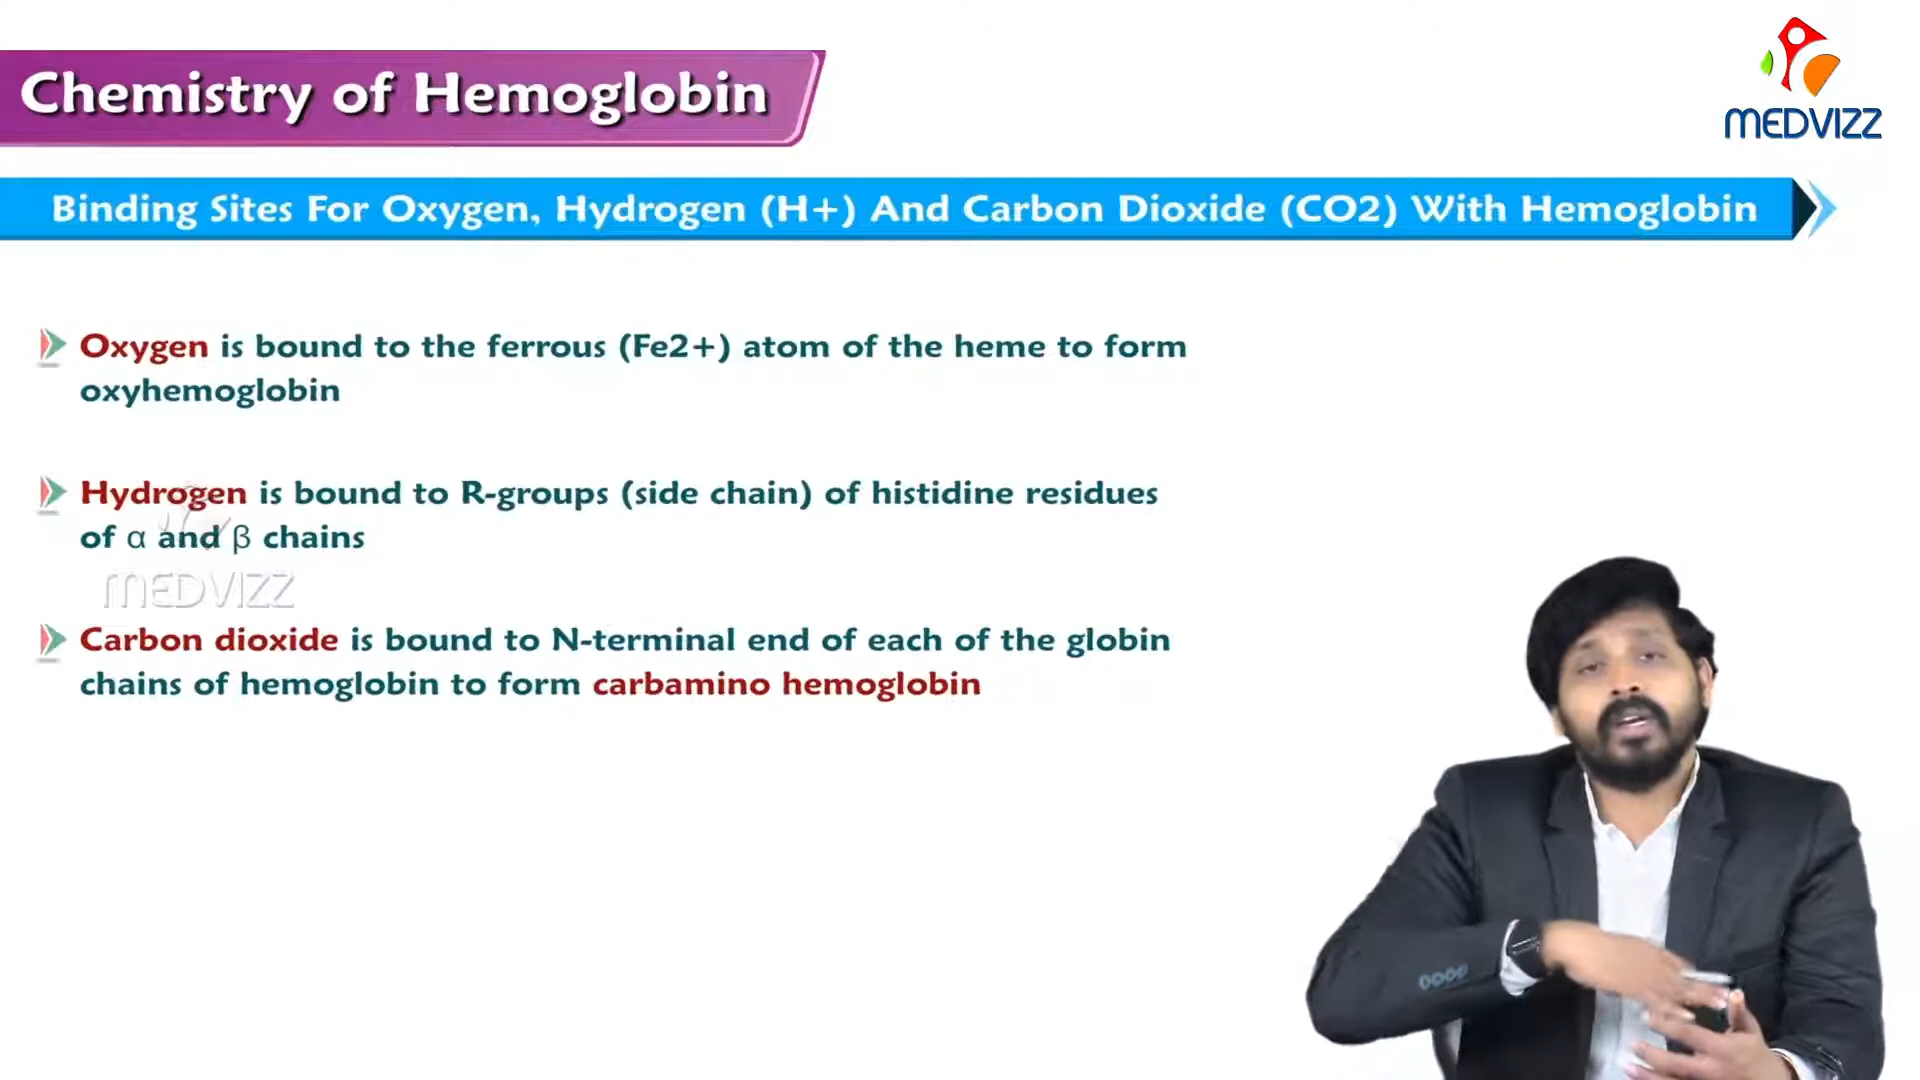 Chemistry of Hemoglobin
MEDVIZZ
Binding Sites For Oxygen, Hydrogen (H+) And Carbon Dioxide (CO2) With Hemoglobin
Oxygen is bound to the ferrous (Fe2+) atom of the heme to form
oxyhemoglobin
Hydrogen is bound to R-groups (side chain) of histidine residues
of α and β chains
MEDVIZZ
Carbon dioxide is bound to N-terminal end of each of the globin
chains of hemoglobin to form carbamino hemoglobin